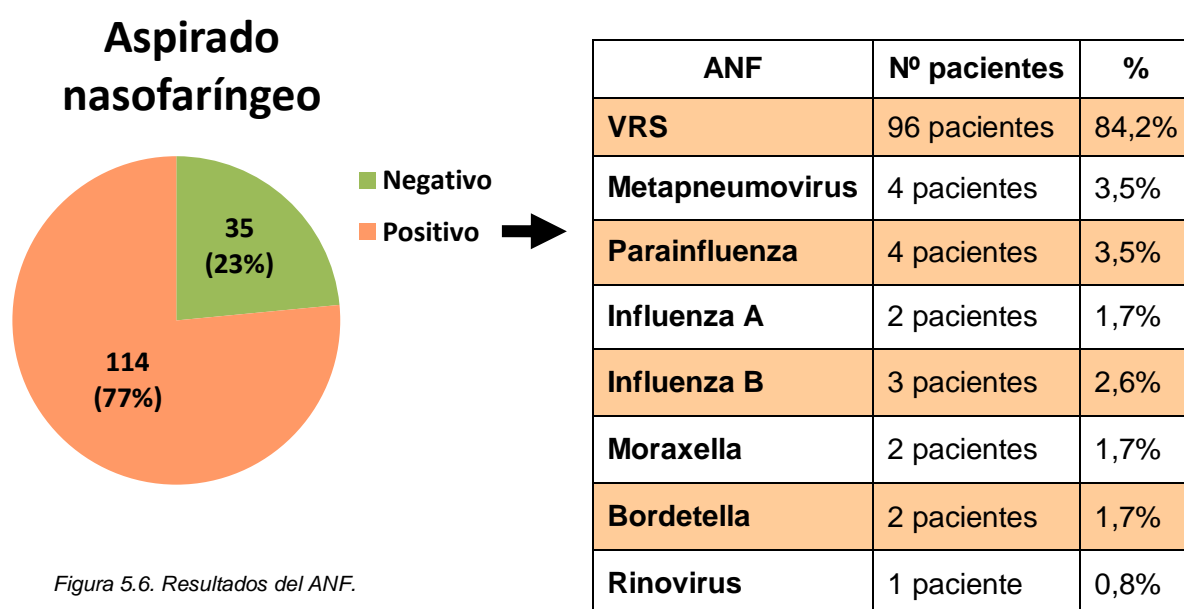 Aspirado
nasofaríngeo
Negativo
Positivo
35
(23%)
114
(77%)
Figura 5.6. Resultados del ANF.
ANF Nº pacientes %
VRS 96 pacientes 84,2%
Metapneumovirus 4 pacientes 3,5%
Parainfluenza 4 pacientes 3,5%
Influenza A 2 pacientes 1,7%
Influenza B 3 pacientes 2,6%
Moraxella 2 pacientes 1,7%
Bordetella 2 pacientes 1,7%
Rinovirus 1 paciente 0,8%